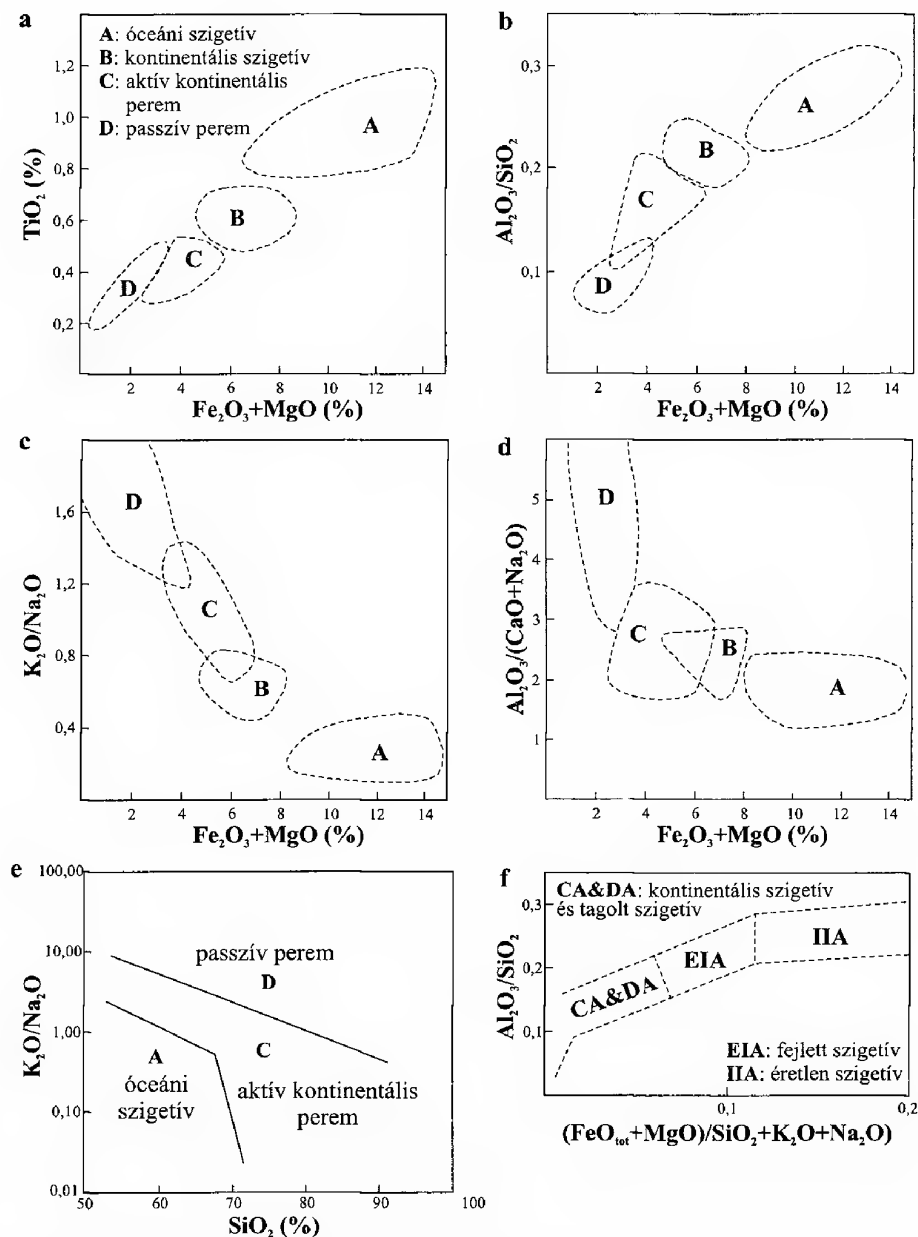 a
A: óceáni szigetív
B: kontinentális szigetív
C: aktív kontinentális
perem
D: passzív perem
1,2
1,0
0,8
0,6
0,4
0,2
TiO₂ (%)
A
B
C
D
2 4 6 8 10 12 14
Fe₂O₃+MgO (%)
b
0,3
0,2
0,1
Al₂O₃/SiO₂
A
B
C
D
2 4 6 8 10 12 14
Fe₂O₃+MgO (%)
c
1,6
1,2
0,8
0,4
K₂O/Na₂O
D
C
B
A
2 4 6 8 10 12 14
Fe₂O₃+MgO (%)
d
5
4
3
2
1
Al₂O₃/(CaO+Na₂O)
D
C
B
A
2 4 6 8 10 12 14
Fe₂O₃+MgO (%)
e
100,00
10,00
1,00
0,10
0,01
K₂O/Na₂O
passzív perem
D
A
óceáni
szigetív
C
aktív kontinentális
perem
50 60 70 80 90 100
SiO₂ (%)
f
CA&DA: kontinentális szigetív
és tagolt szigetív
0,3
0,2
0,1
Al₂O₃/SiO₂
CA&DA
EIA
IIA
EIA: fejlett szigetív
IIA: éretlen szigetív
0,1 0,2
(FeOtot+MgO)/SiO₂+K₂O+Na₂O)